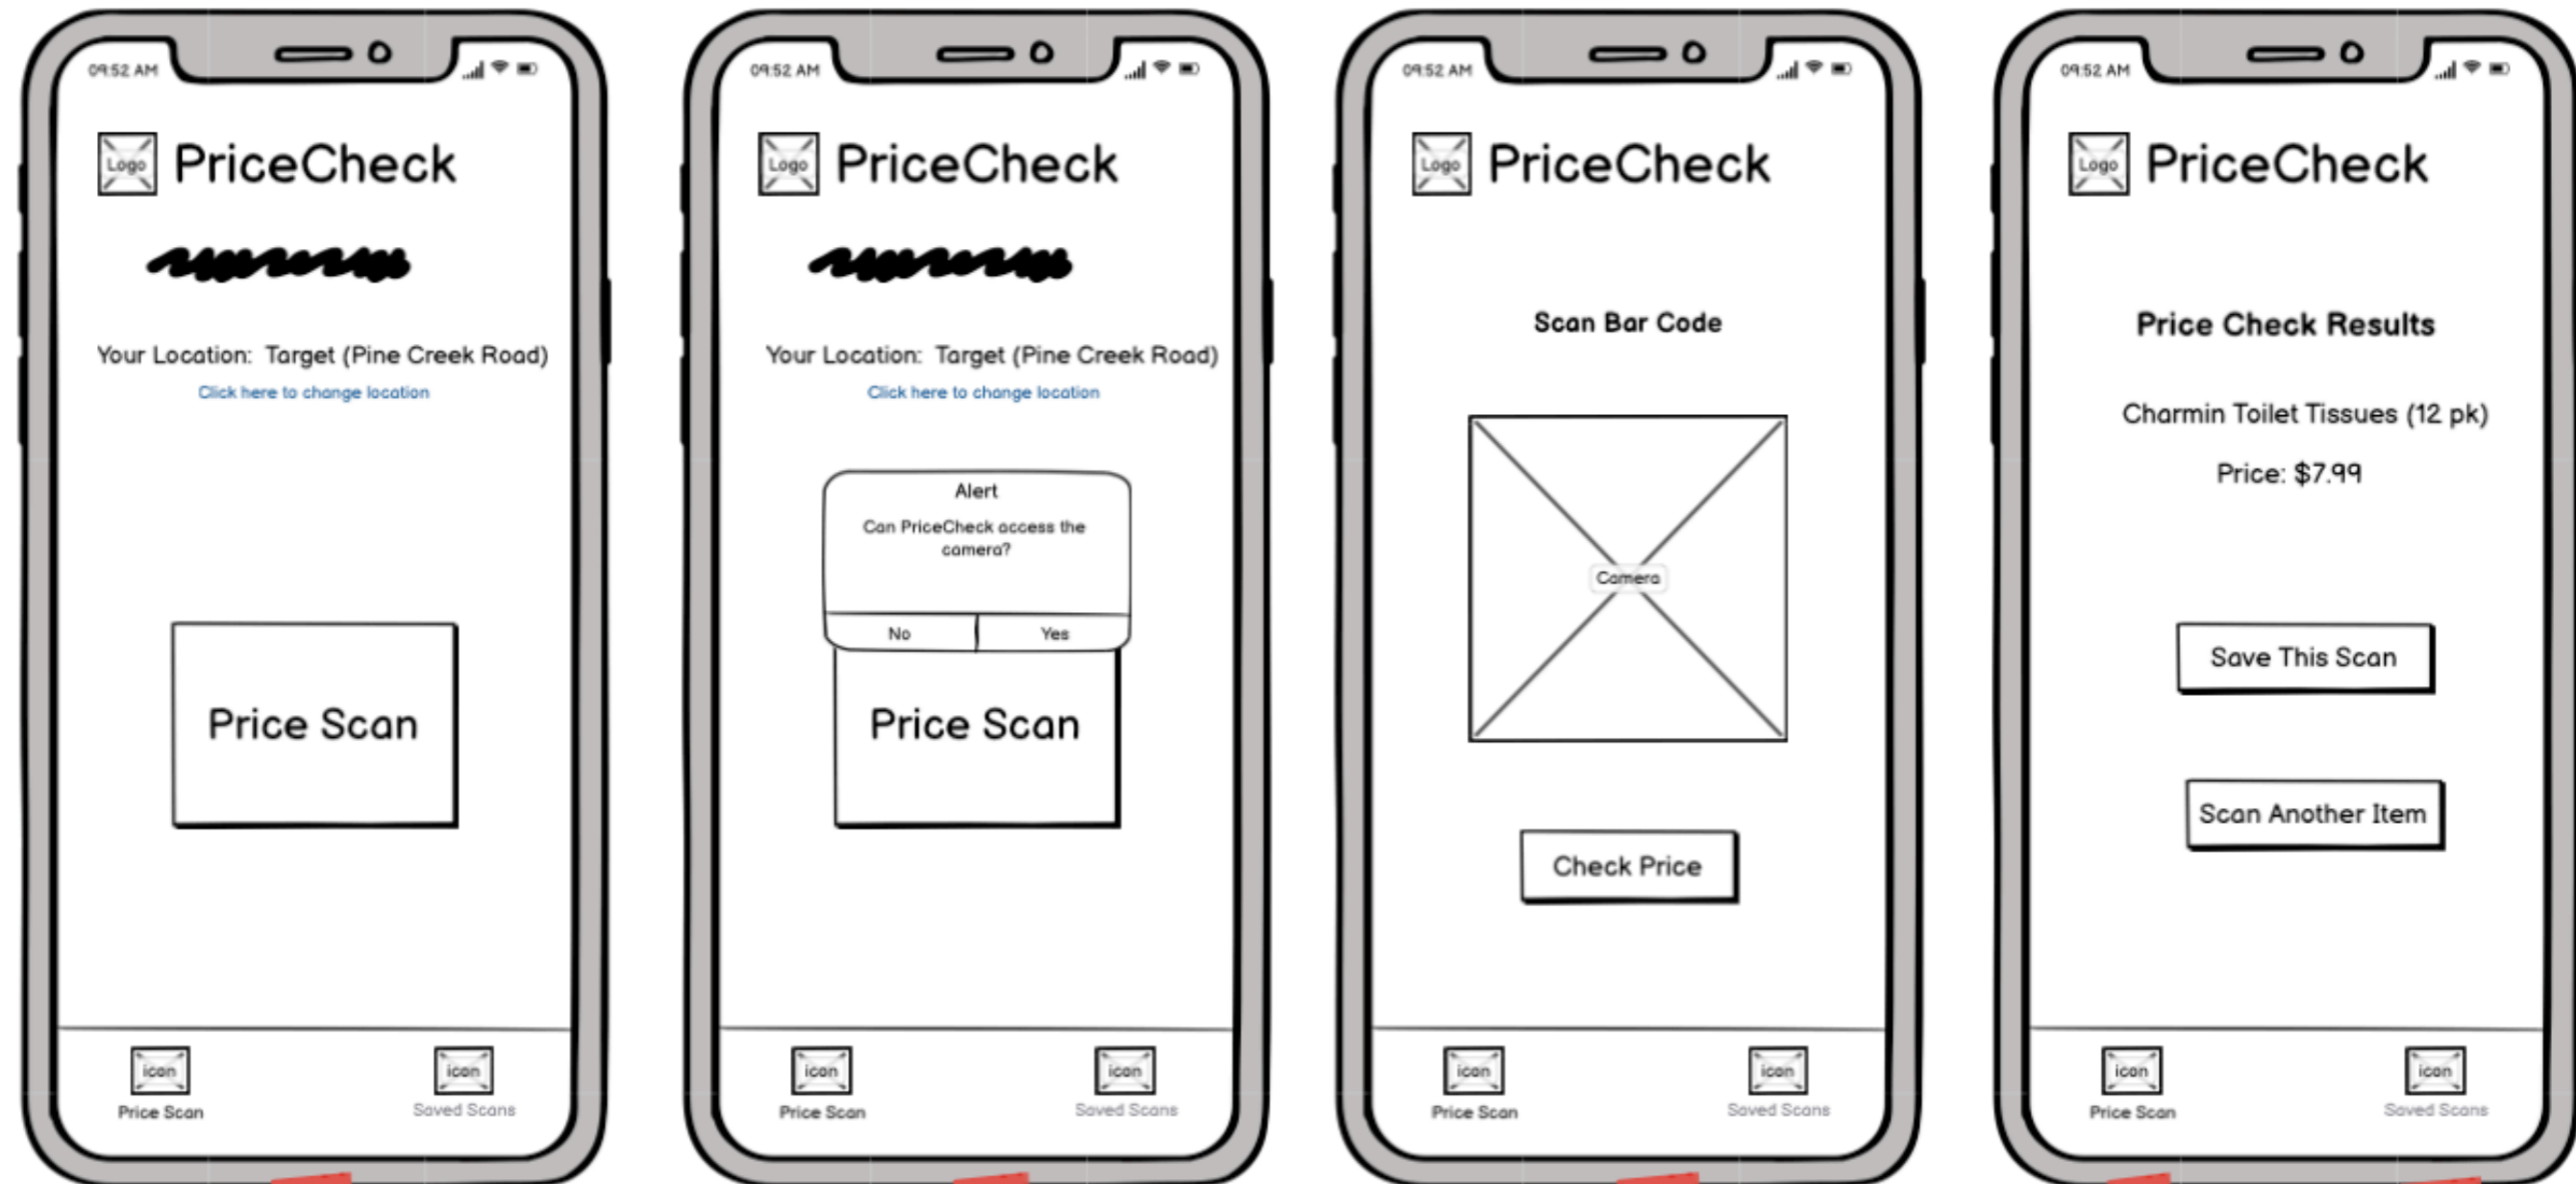 09:52 AM
Logo PriceCheck
Your Location: Target (Pine Creek Road)
Click here to change location
Price Scan
icon icon
Price Scan Saved Scans
09:52 AM
Logo PriceCheck
Your Location: Target (Pine Creek Road)
Click here to change location
Alert
Can PriceCheck access the
camera?
No Yes
Price Scan
icon icon
Price Scan Saved Scans
09:52 AM
Logo PriceCheck
Scan Bar Code
Camera
Check Price
icon icon
Price Scan Saved Scans
09:52 AM
Logo PriceCheck
Price Check Results
Charmin Toilet Tissues (12 pk)
Price: $7.99
Save This Scan
Scan Another Item
icon icon
Price Scan Saved Scans